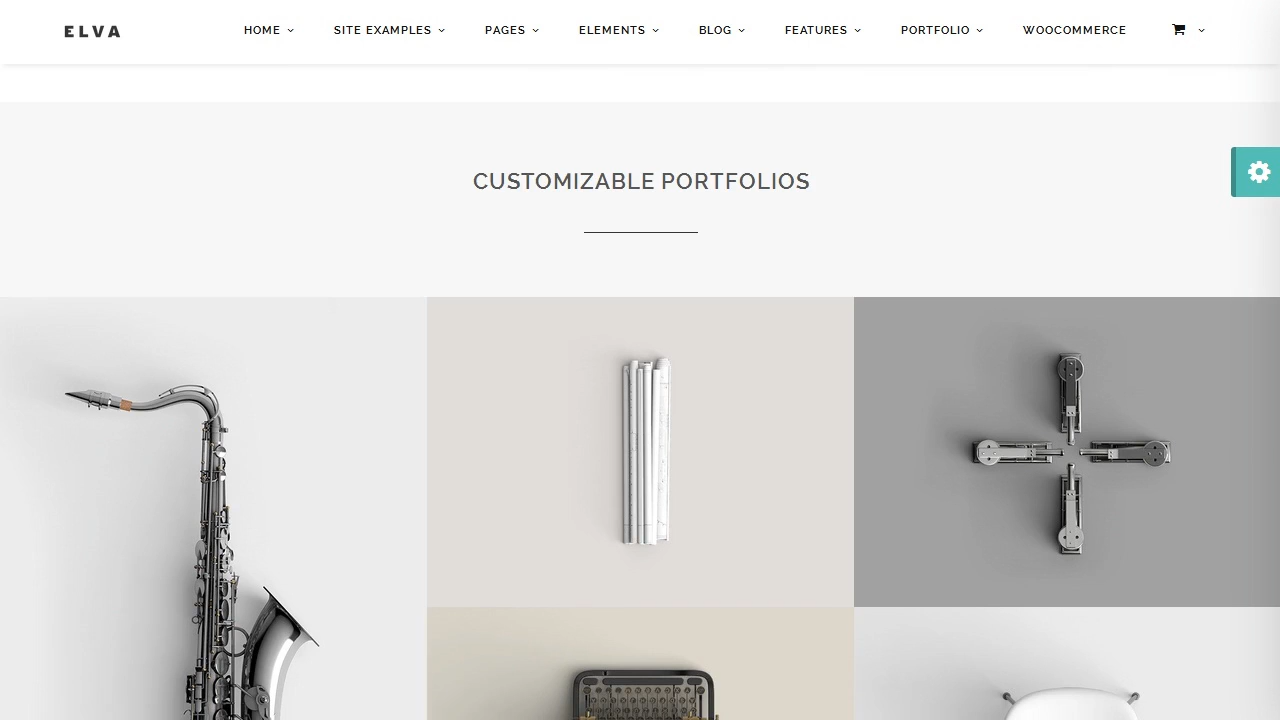 ELVA
HOME SITE EXAMPLES PAGES ELEMENTS BLOG FEATURES PORTFOLIO WOOCOMMERCE
CUSTOMIZABLE PORTFOLIOS